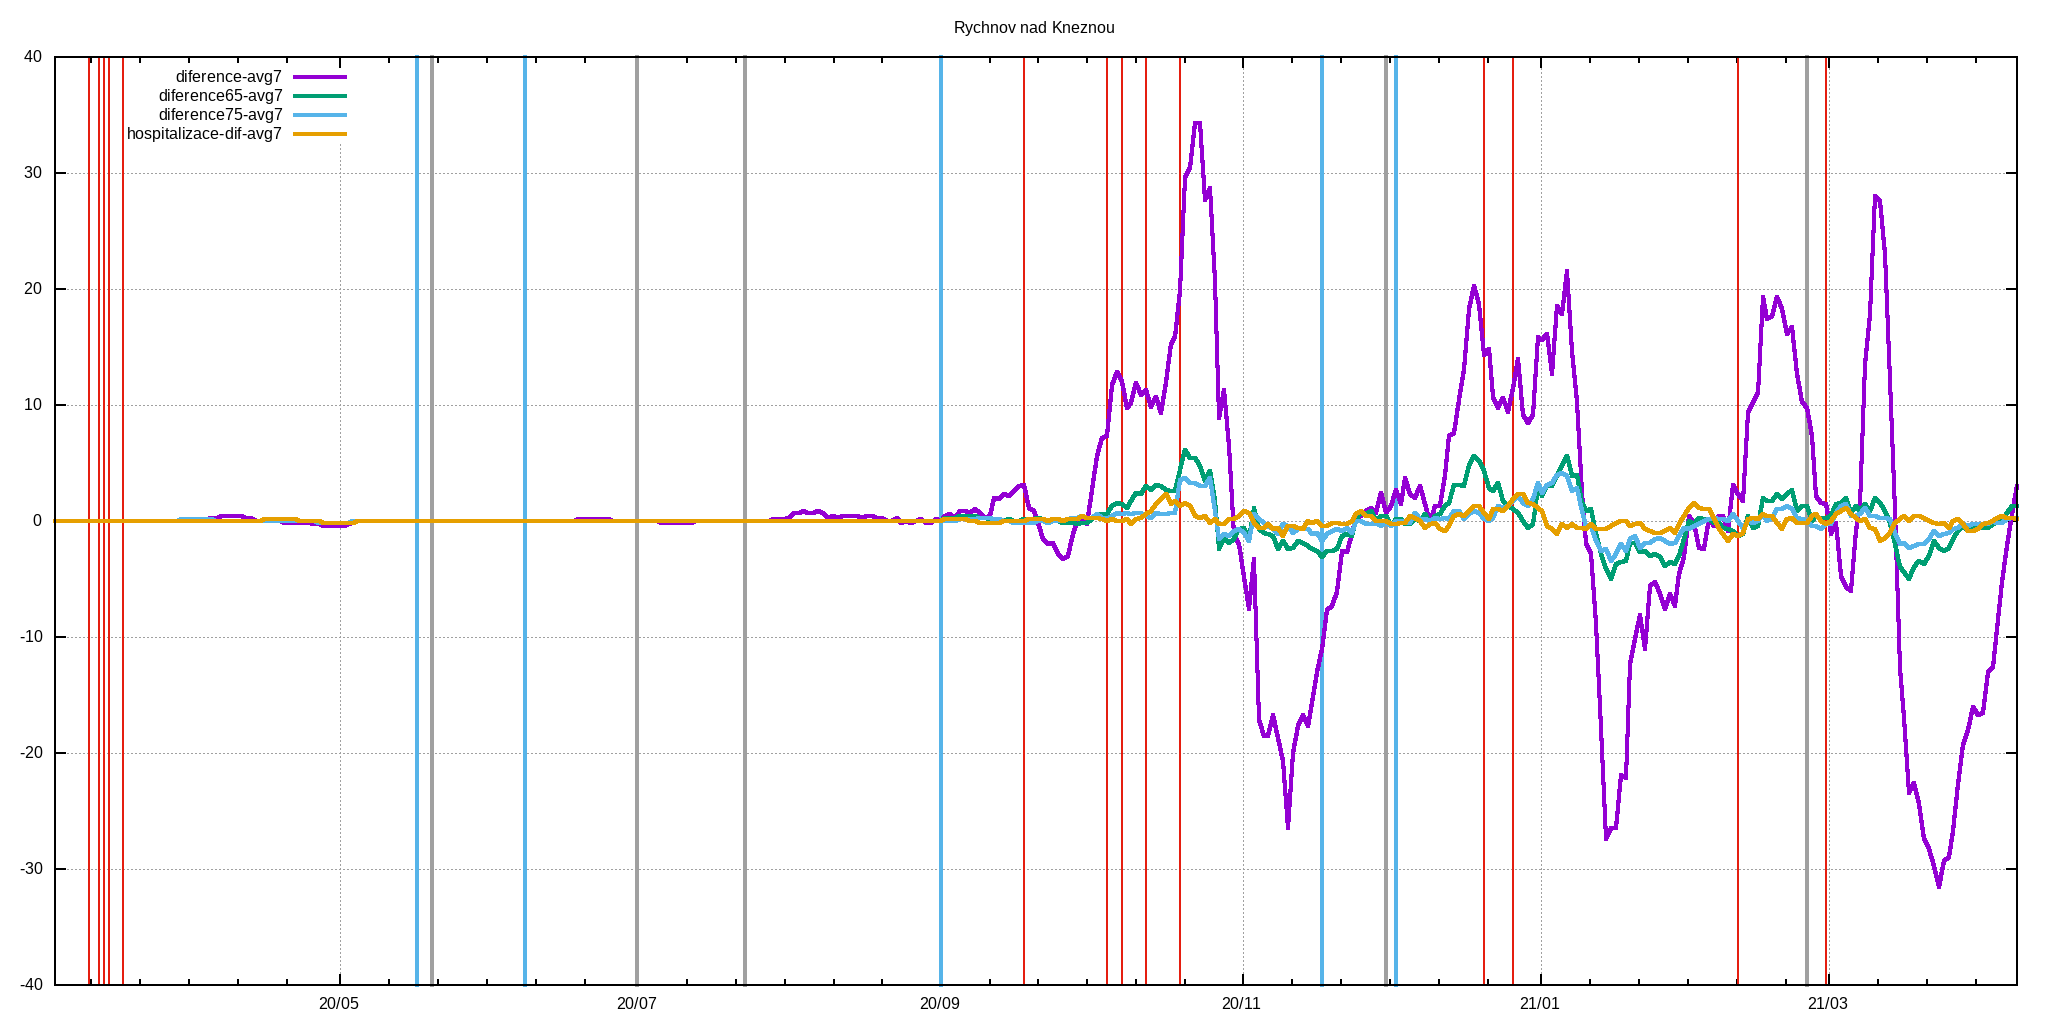 Rychnov nad Kneznou
diference-avg7
diference65-avg7
diference75-avg7
hospitalizace-dif-avg7
40
30
20
10
0
-10
-20
-30
-40
20/05 20/07 20/09 20/11 21/01 21/03